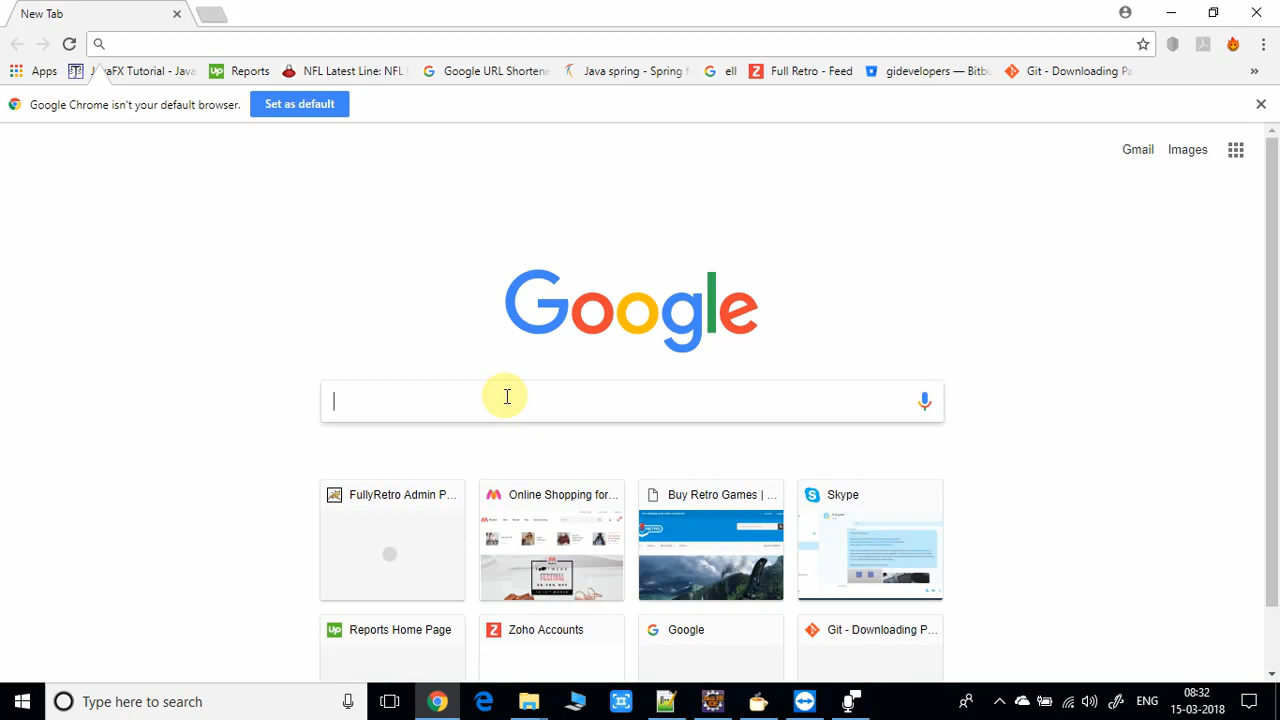 New Tab
Apps
JavaFX Tutorial - Java
Reports
NFL Latest Line: NFL
Google URL Shortene
Java spring - Spring f
ell
Full Retro - Feed
gidevelopers — Bitbu
Git - Downloading Pa
»
Google Chrome isn't your default browser.
Set as default
Gmail
Images
Google
FullyRetro Admin P...
Online Shopping for...
Buy Retro Games | ...
Skype
FESTIVAL
Reports Home Page
Zoho Accounts
Google
Git - Downloading P...
Type here to search
ENG
08:32
15-03-2018